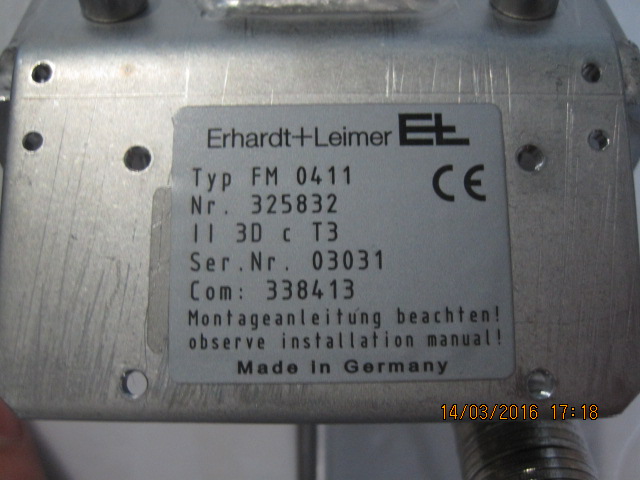 Erhardt+Leimer E+L
Typ FM 0411
CE
Nr. 325832
II 3D c T3
Ser.Nr. 03031
Com: 338413
Montageanleitung beachten!
observe installation manual!
Made in Germany
14/03/2016 17:18